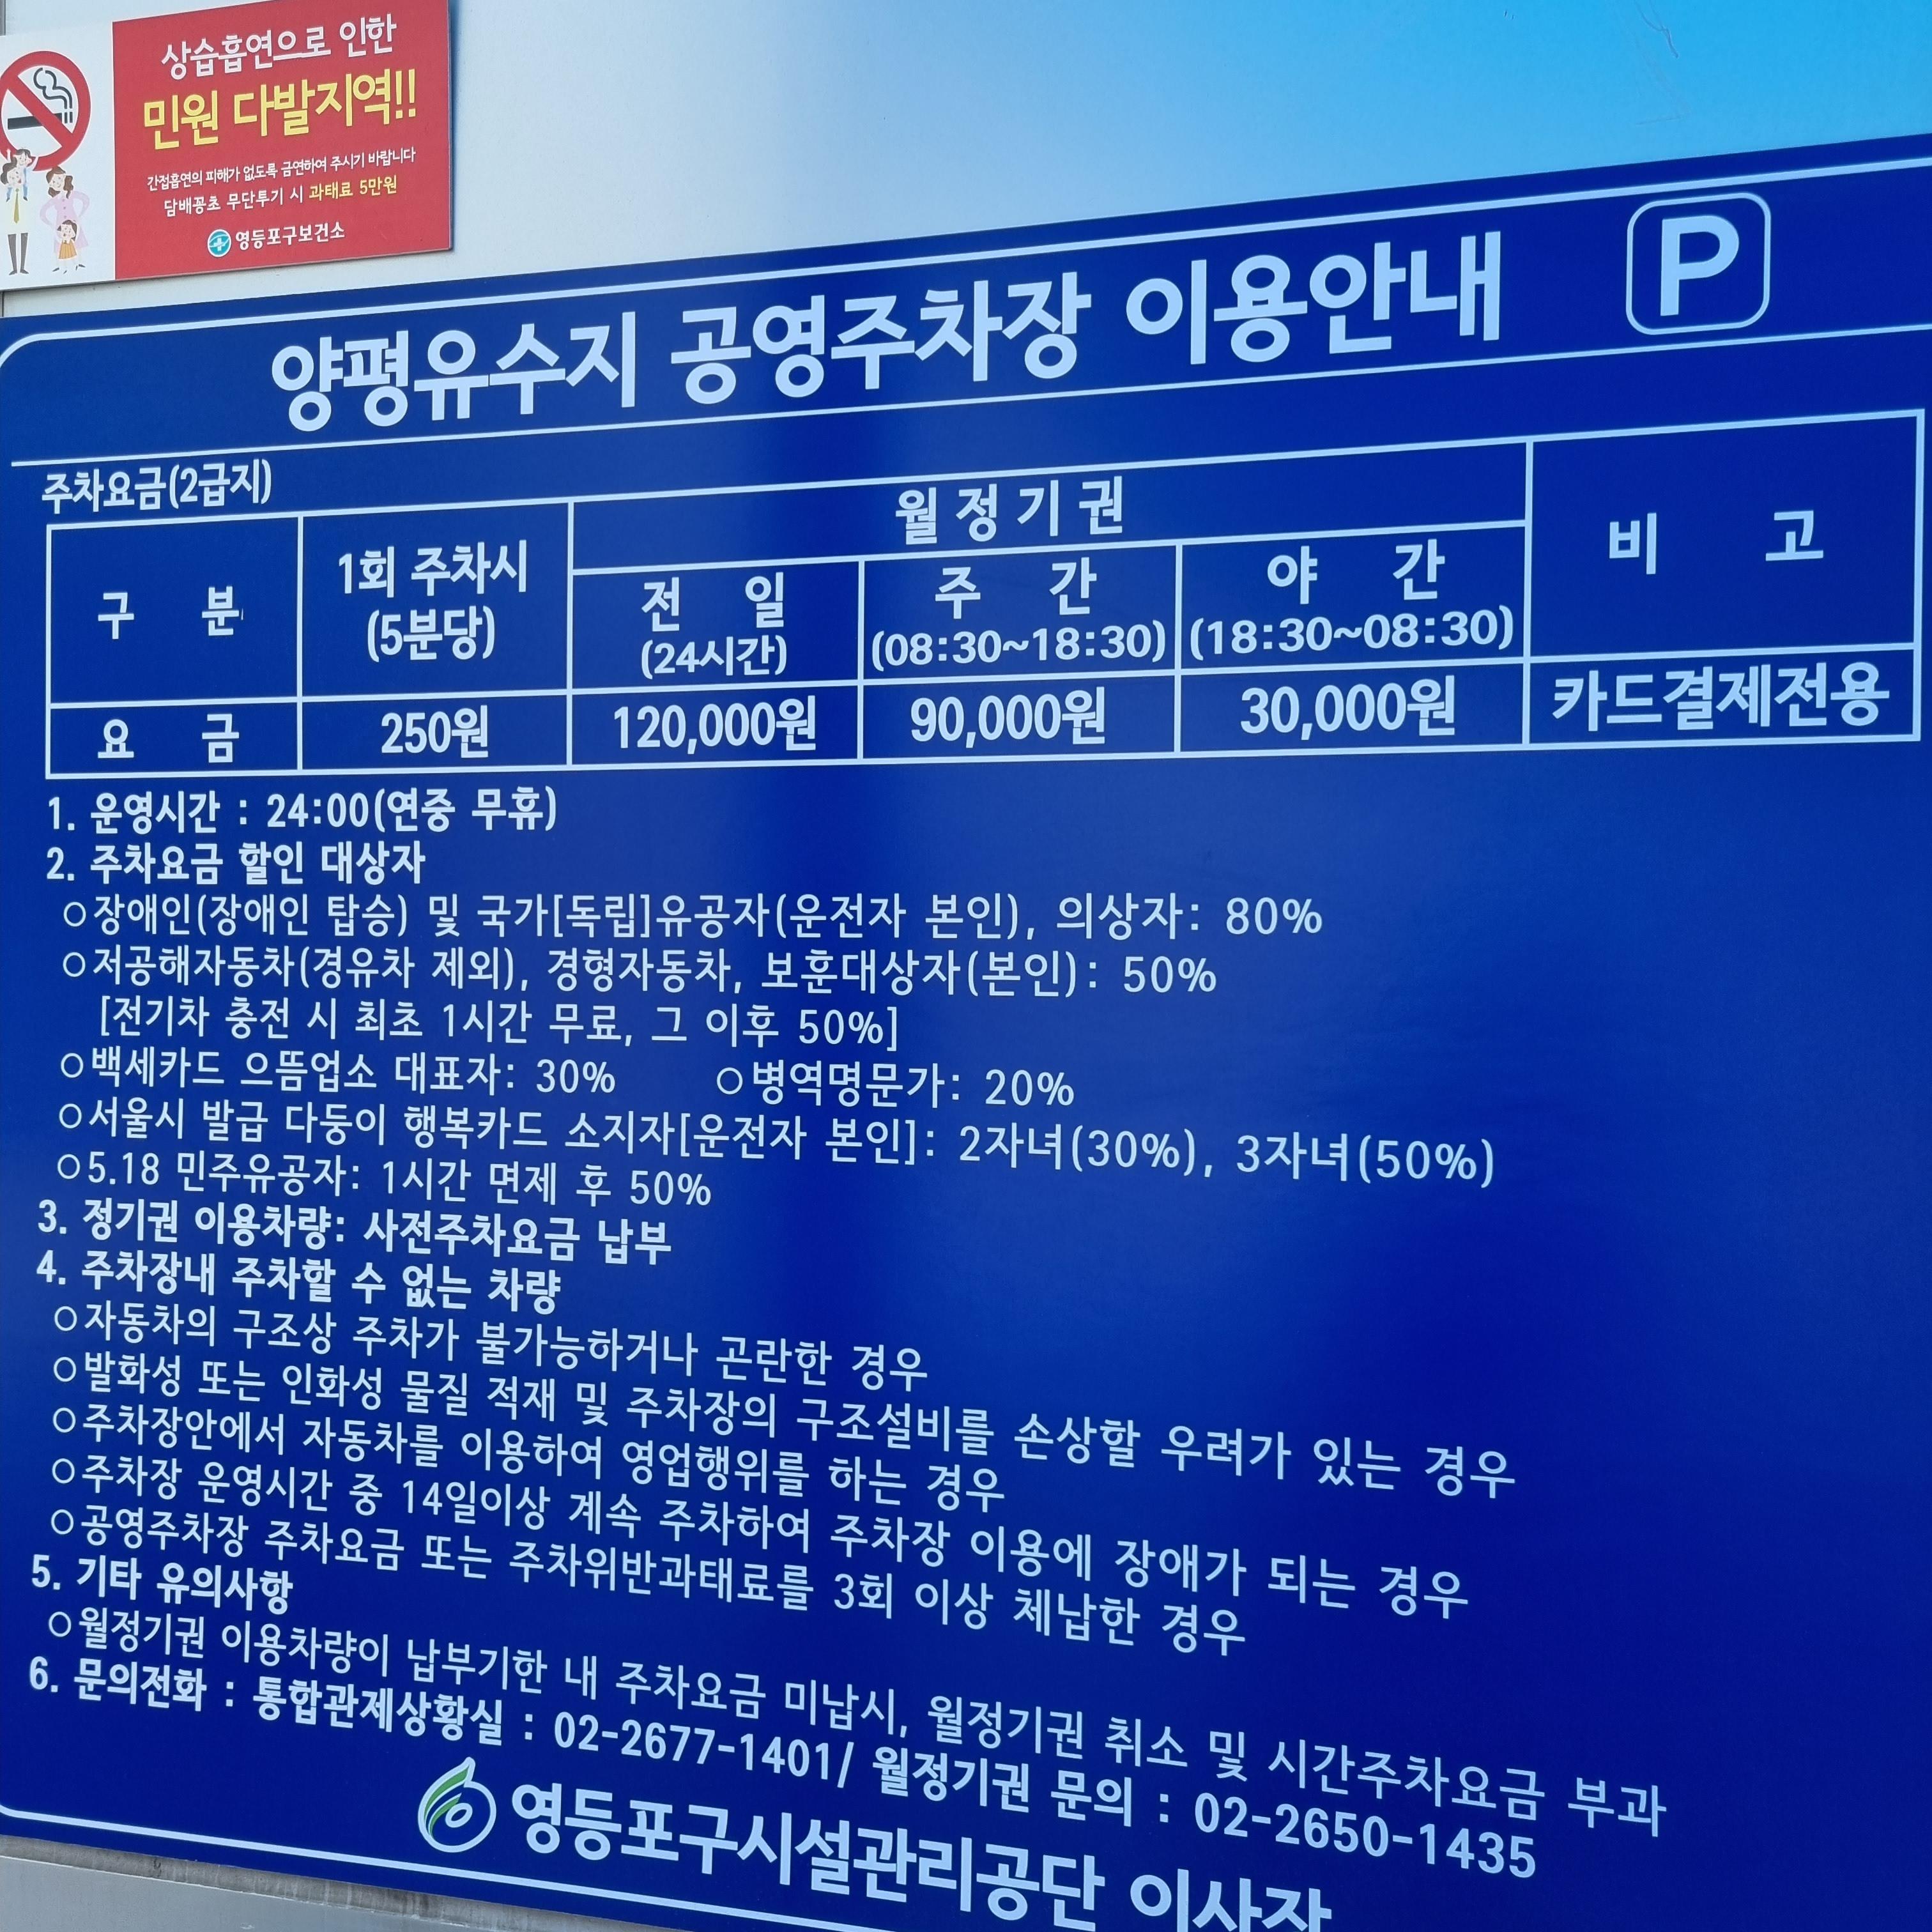 상습흡연으로 인한
민원 다발지역!!
간접흡연의 피해가 없도록 금연하여 주시기 바랍니다
담배꽁초 무단투기 시 과태료 5만원
영등포구보건소
양평유수지 공영주차장 이용안내 P
주차요금(2급지)
구 분 1회 주차시 (5분당) 월정기권 비 고
전 일 (24시간) 주 간 (08:30~18:30) 야 간 (18:30~08:30)
요 금 250원 120,000원 90,000원 30,000원 카드결제전용
1. 운영시간 : 24:00(연중 무휴)
2. 주차요금 할인 대상자
○장애인(장애인 탑승) 및 국가[독립]유공자(운전자 본인), 의상자: 80%
○저공해자동차(경유차 제외), 경형자동차, 보훈대상자(본인): 50%
[전기차 충전 시 최초 1시간 무료, 그 이후 50%]
○백세카드 으뜸업소 대표자: 30% ○병역명문가: 20%
○서울시 발급 다둥이 행복카드 소지자[운전자 본인]: 2자녀(30%), 3자녀(50%)
○5.18 민주유공자: 1시간 면제 후 50%
3. 정기권 이용차량: 사전주차요금 납부
4. 주차장내 주차할 수 없는 차량
○자동차의 구조상 주차가 불가능하거나 곤란한 경우
○발화성 또는 인화성 물질 적재 및 주차장의 구조설비를 손상할 우려가 있는 경우
○주차장안에서 자동차를 이용하여 영업행위를 하는 경우
○주차장 운영시간 중 14일이상 계속 주차하여 주차장 이용에 장애가 되는 경우
○공영주차장 주차요금 또는 주차위반과태료를 3회 이상 체납한 경우
5. 기타 유의사항
○월정기권 이용차량이 납부기한 내 주차요금 미납시, 월정기권 취소 및 시간주차요금 부과
6. 문의전화 : 통합관제상황실 : 02-2677-1401/ 월정기권 문의 : 02-2650-1435
영등포구시설관리공단 이사장